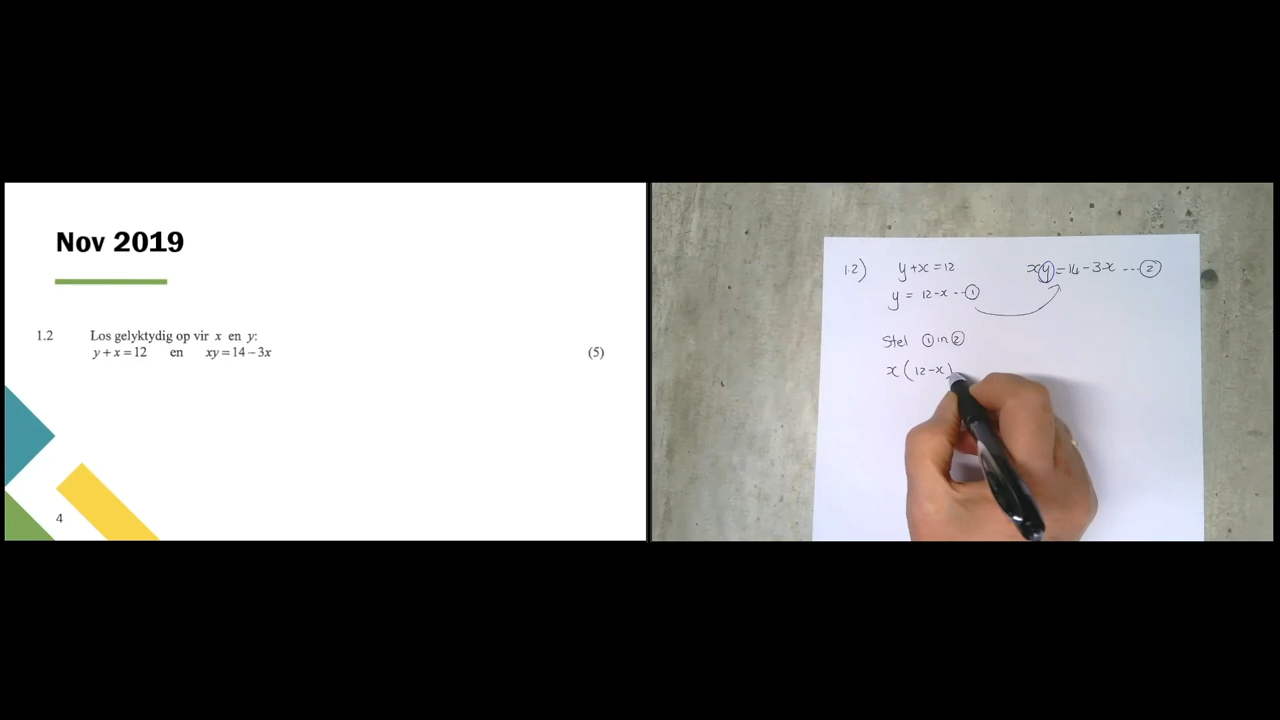 Nov 2019
1.2 Los gelyktydig op vir x en y:
y + x = 12 en xy = 14 − 3x (5)
4
1.2) y + x = 12 xy = 14 - 3x --- ②
y = 12 - x --- ①
Stel ① in ②
x(12 - x)